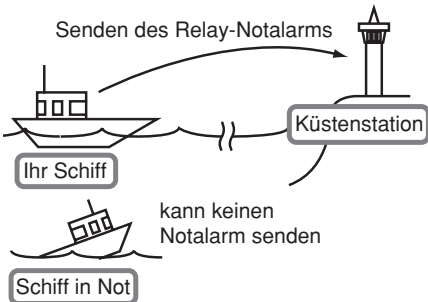 Senden des Relay-Notalarms
Küstenstation
Ihr Schiff
kann keinen
Notalarm senden
Schiff in Not